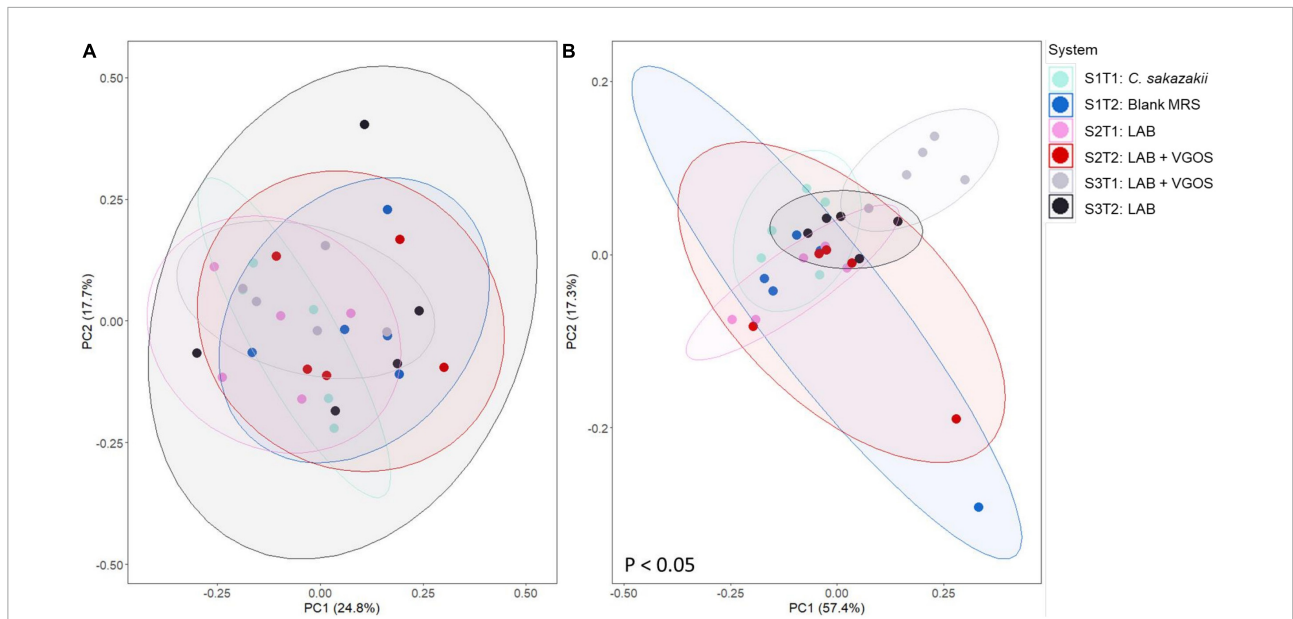 A
B
0.50
0.25
0.00
-0.25
-0.50
PC2 (17.7%)
-0.25
0.00
0.25
0.50
PC1 (24.8%)
0.2
0.0
-0.2
PC2 (17.3%)
P < 0.05
-0.50
-0.25
0.00
0.25
PC1 (57.4%)
System
S1T1: C. sakazakii
S1T2: Blank MRS
S2T1: LAB
S2T2: LAB + VGOS
S3T1: LAB + VGOS
S3T2: LAB